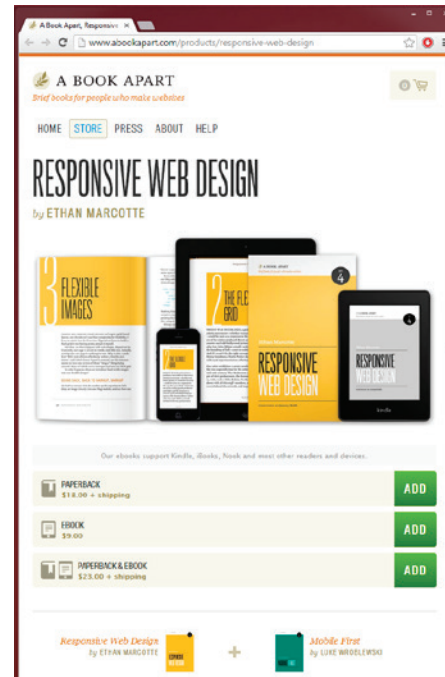 A Book Apart, Responsive
www.abookapart.com/products/responsive-web-design
A BOOK APART
Brief books for people who make websites
HOME STORE PRESS ABOUT HELP
RESPONSIVE WEB DESIGN
by ETHAN MARCOTTE
3 FLEXIBLE
IMAGES
2 THE FLE
GRID
4
RESPONSIVE
WEB DESIGN
RESPONSIVE
WEB DESIGN
kindle
Our ebooks support Kindle, iBooks, Nook and most other readers and devices.
PAPERBACK
$18.00 + shipping
ADD
EBOOK
$9.00
ADD
PAPERBACK & EBOOK
$23.00 + shipping
ADD
Responsive Web Design
by ETHAN MARCOTTE
+
Mobile First
by LUKE WROBLEWSKI